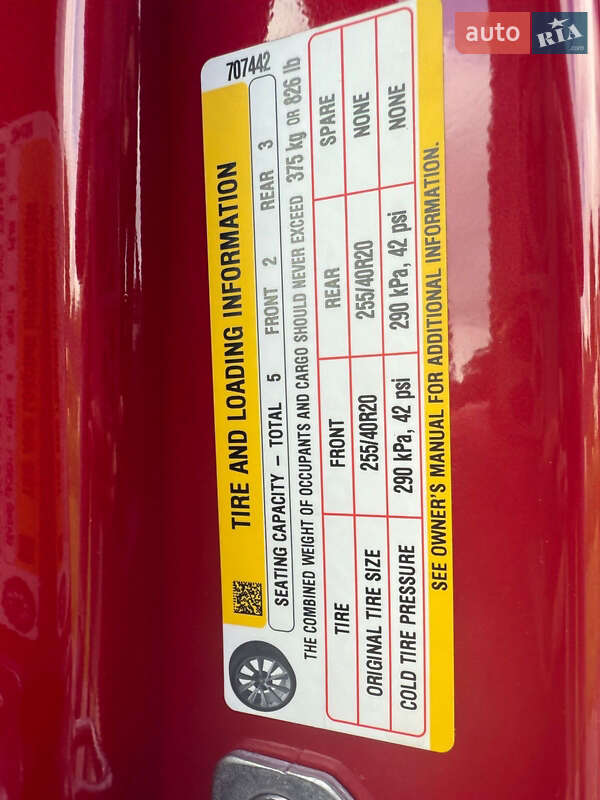 auto RIA .com
707442
TIRE AND LOADING INFORMATION
SEATING CAPACITY – TOTAL 5 FRONT 2 REAR 3
THE COMBINED WEIGHT OF OCCUPANTS AND CARGO SHOULD NEVER EXCEED 375 kg OR 826 lb
TIRE FRONT REAR SPARE
ORIGINAL TIRE SIZE 255/40R20 255/40R20 NONE
COLD TIRE PRESSURE 290 kPa, 42 psi 290 kPa, 42 psi NONE
SEE OWNER'S MANUAL FOR ADDITIONAL INFORMATION.